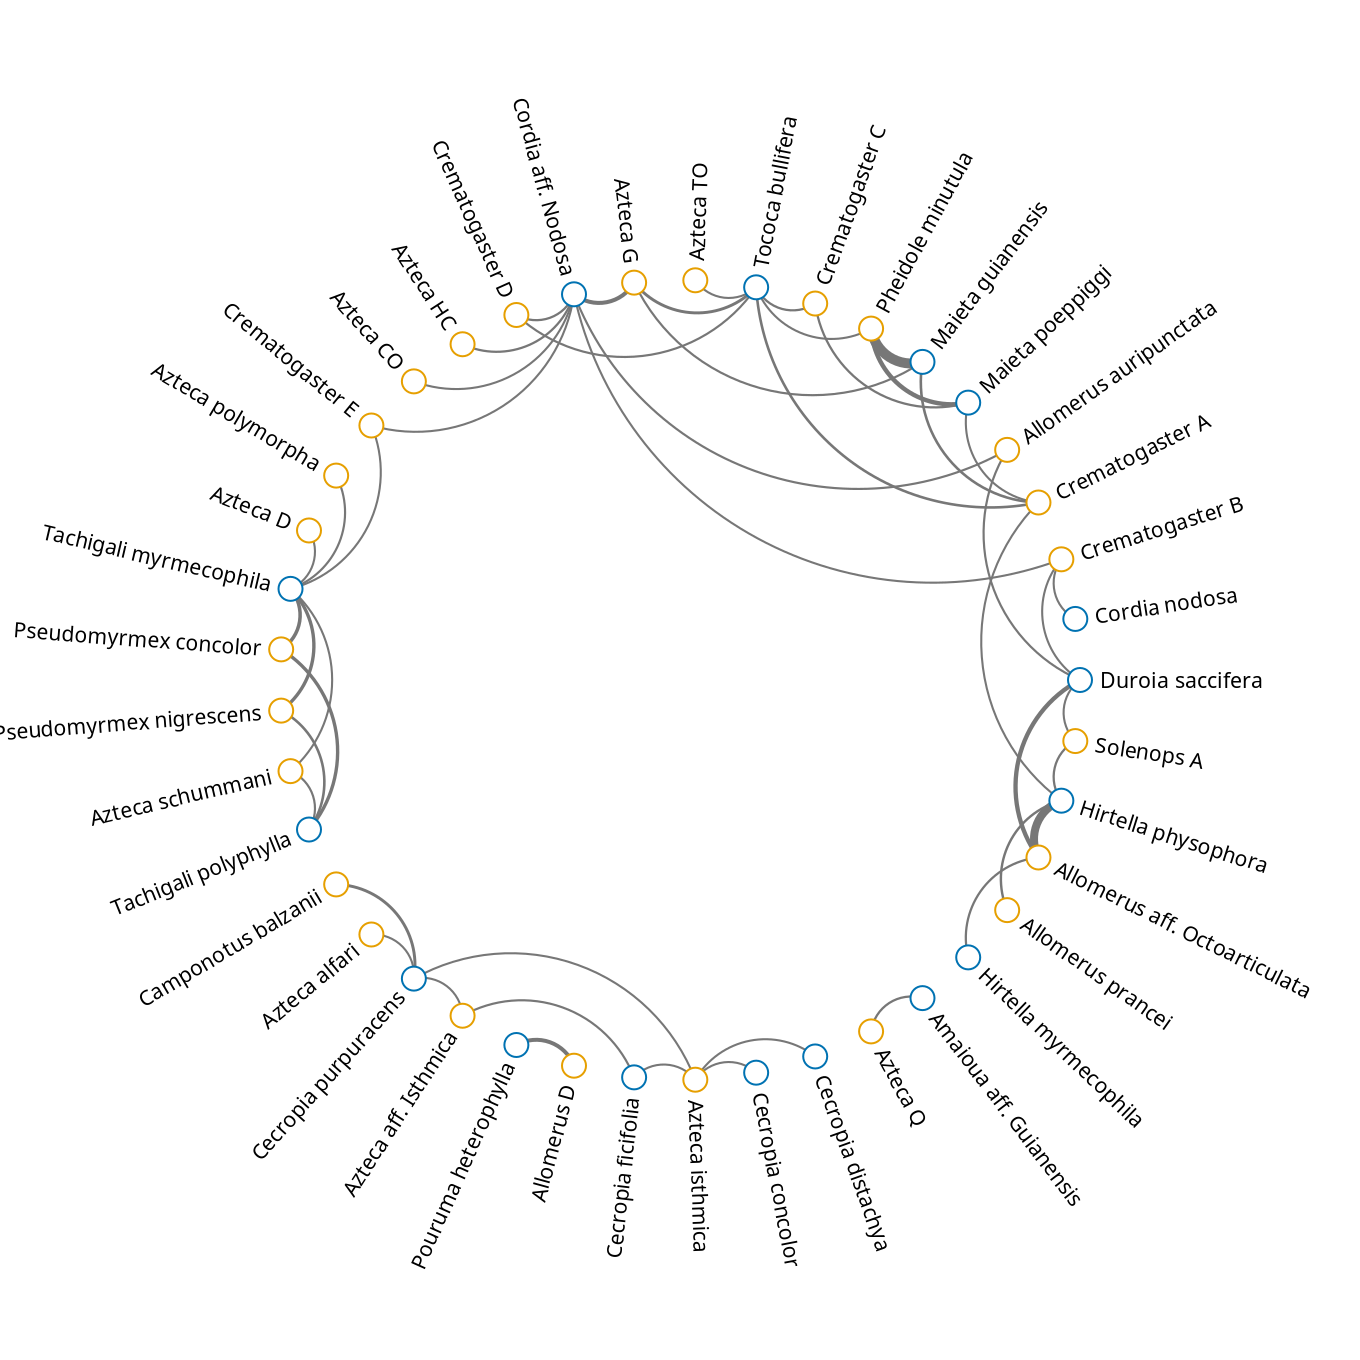 Cordia aff. Nodosa
Azteca G
Azteca TO
Tococa bullifera
Crematogaster C
Pheidole minutula
Maieta guianensis
Maieta poeppiggi
Allomerus auripunctata
Crematogaster A
Crematogaster B
Cordia nodosa
Duroia saccifera
Solenops A
Hirtella physophora
Allomerus aff. Octoarticulata
Allomerus prancei
Hirtella myrmecophila
Amaioua aff. Guianensis
Azteca Q
Cecropia distachya
Cecropia concolor
Azteca isthmica
Cecropia ficifolia
Allomerus D
Pouruma heterophylla
Azteca aff. Isthmica
Cecropia purpuracens
Azteca alfari
Camponotus balzanii
Tachigali polyphylla
Azteca schummani
Pseudomyrmex nigrescens
Pseudomyrmex concolor
Tachigali myrmecophila
Azteca D
Azteca polymorpha
Crematogaster E
Azteca CO
Azteca HC
Crematogaster D